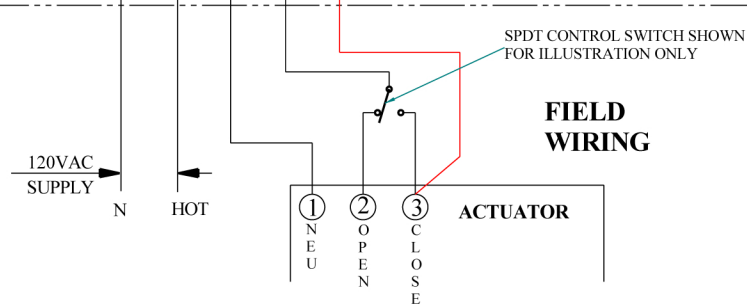 SPDT CONTROL SWITCH SHOWN
FOR ILLUSTRATION ONLY
FIELD
WIRING
120VAC
SUPPLY
N
HOT
1
2
3
ACTUATOR
NEU
OPEN
CLOSE